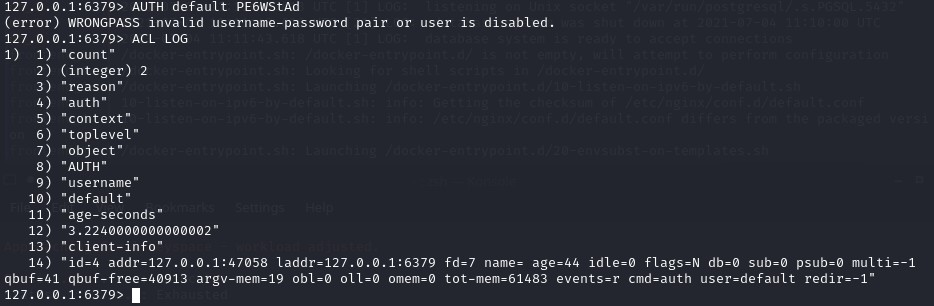 127.0.0.1:6379> AUTH default PE6WStAd
(error) WRONGPASS invalid username-password pair or user is disabled.
127.0.0.1:6379> ACL LOG
1)  1) "count"
    2) (integer) 2
    3) "reason"
    4) "auth"
    5) "context"
    6) "toplevel"
    7) "object"
    8) "AUTH"
    9) "username"
   10) "default"
   11) "age-seconds"
   12) "3.2240000000000002"
   13) "client-info"
   14) "id=4 addr=127.0.0.1:47058 laddr=127.0.0.1:6379 fd=7 name= age=44 idle=0 flags=N db=0 sub=0 psub=0 multi=-1
qbuf=41 qbuf-free=40913 argv-mem=19 obl=0 oll=0 omem=0 tot-mem=61483 events=r cmd=auth user=default redir=-1"
127.0.0.1:6379>